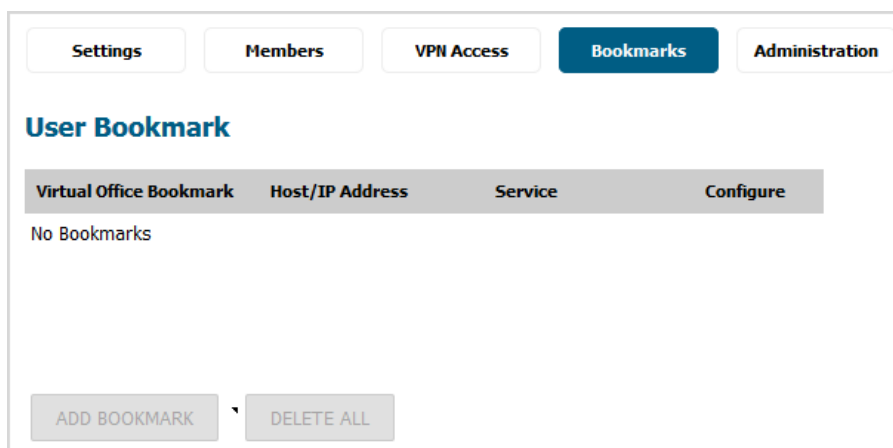 Settings Members VPN Access Bookmarks Administration
User Bookmark
Virtual Office Bookmark Host/IP Address Service Configure
No Bookmarks
ADD BOOKMARK DELETE ALL